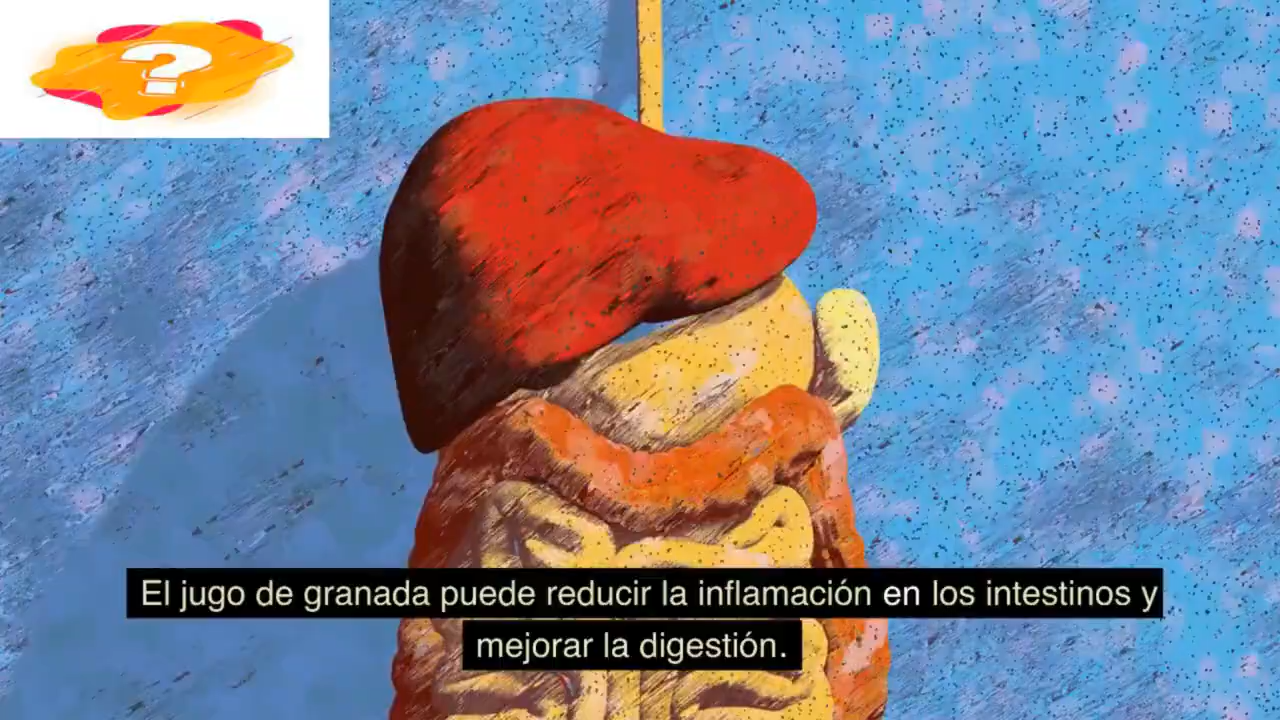 ?
El jugo de granada puede reducir la inflamación en los intestinos y
mejorar la digestión.